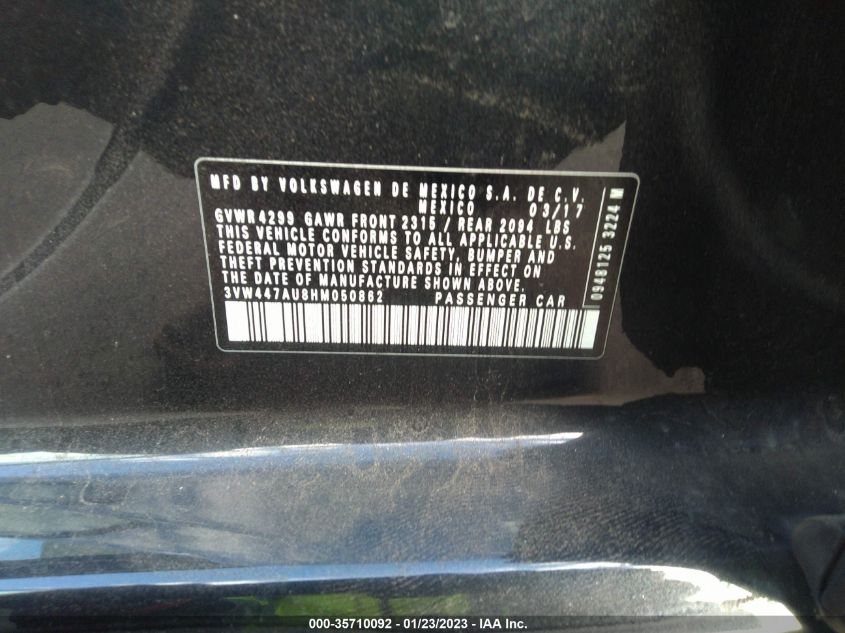 MFD BY VOLKSWAGEN DE MEXICO S.A. DE C.V.
MEXICO 03/17
GVWR 4299 GAWR FRONT 2315 / REAR 2094 LBS
THIS VEHICLE CONFORMS TO ALL APPLICABLE U.S.
FEDERAL MOTOR VEHICLE SAFETY, BUMPER AND
THEFT PREVENTION STANDARDS IN EFFECT ON
THE DATE OF MANUFACTURE SHOWN ABOVE.
3VW447AU8HM050862 PASSENGER CAR
0948125 3224 M
000-35710092 - 01/23/2023 - IAA Inc.